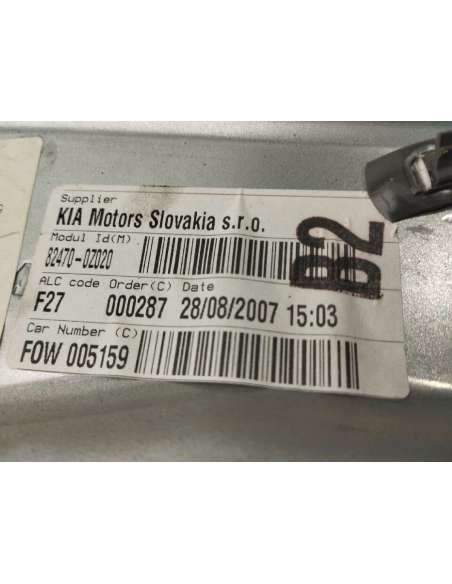 Supplier
KIA Motors Slovakia s.r.o.
Modul Id(M)
82470-0Z020
ALC code Order(C) Date
F27 000287 28/08/2007 15:03
Car Number (C)
FOW 005159
B2